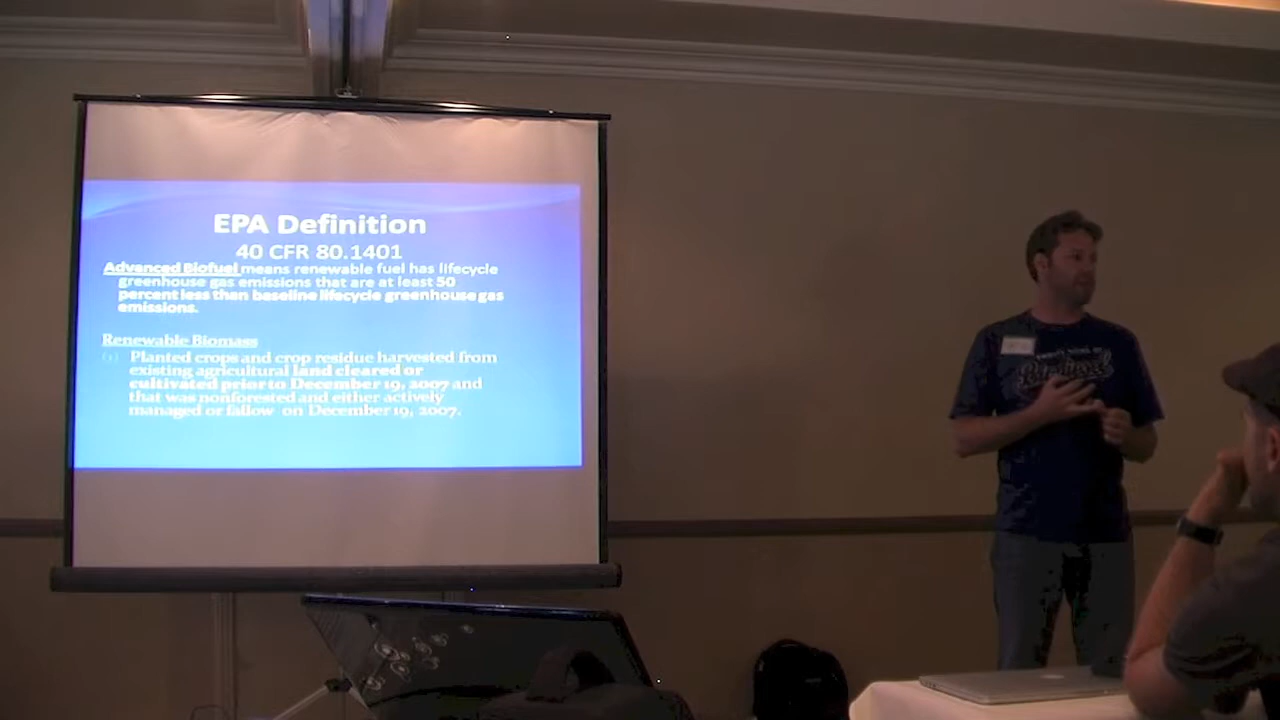 EPA Definition
40 CFR 80.1401
Advanced Biofuel means renewable fuel has lifecycle
greenhouse gas emissions that are at least 50
percent less than baseline lifecycle greenhouse gas
emissions.
Renewable Biomass
(1) Planted crops and crop residue harvested from
existing agricultural land cleared or
cultivated prior to December 19, 2007 and
that was nonforested and either actively
managed or fallow on December 19, 2007.